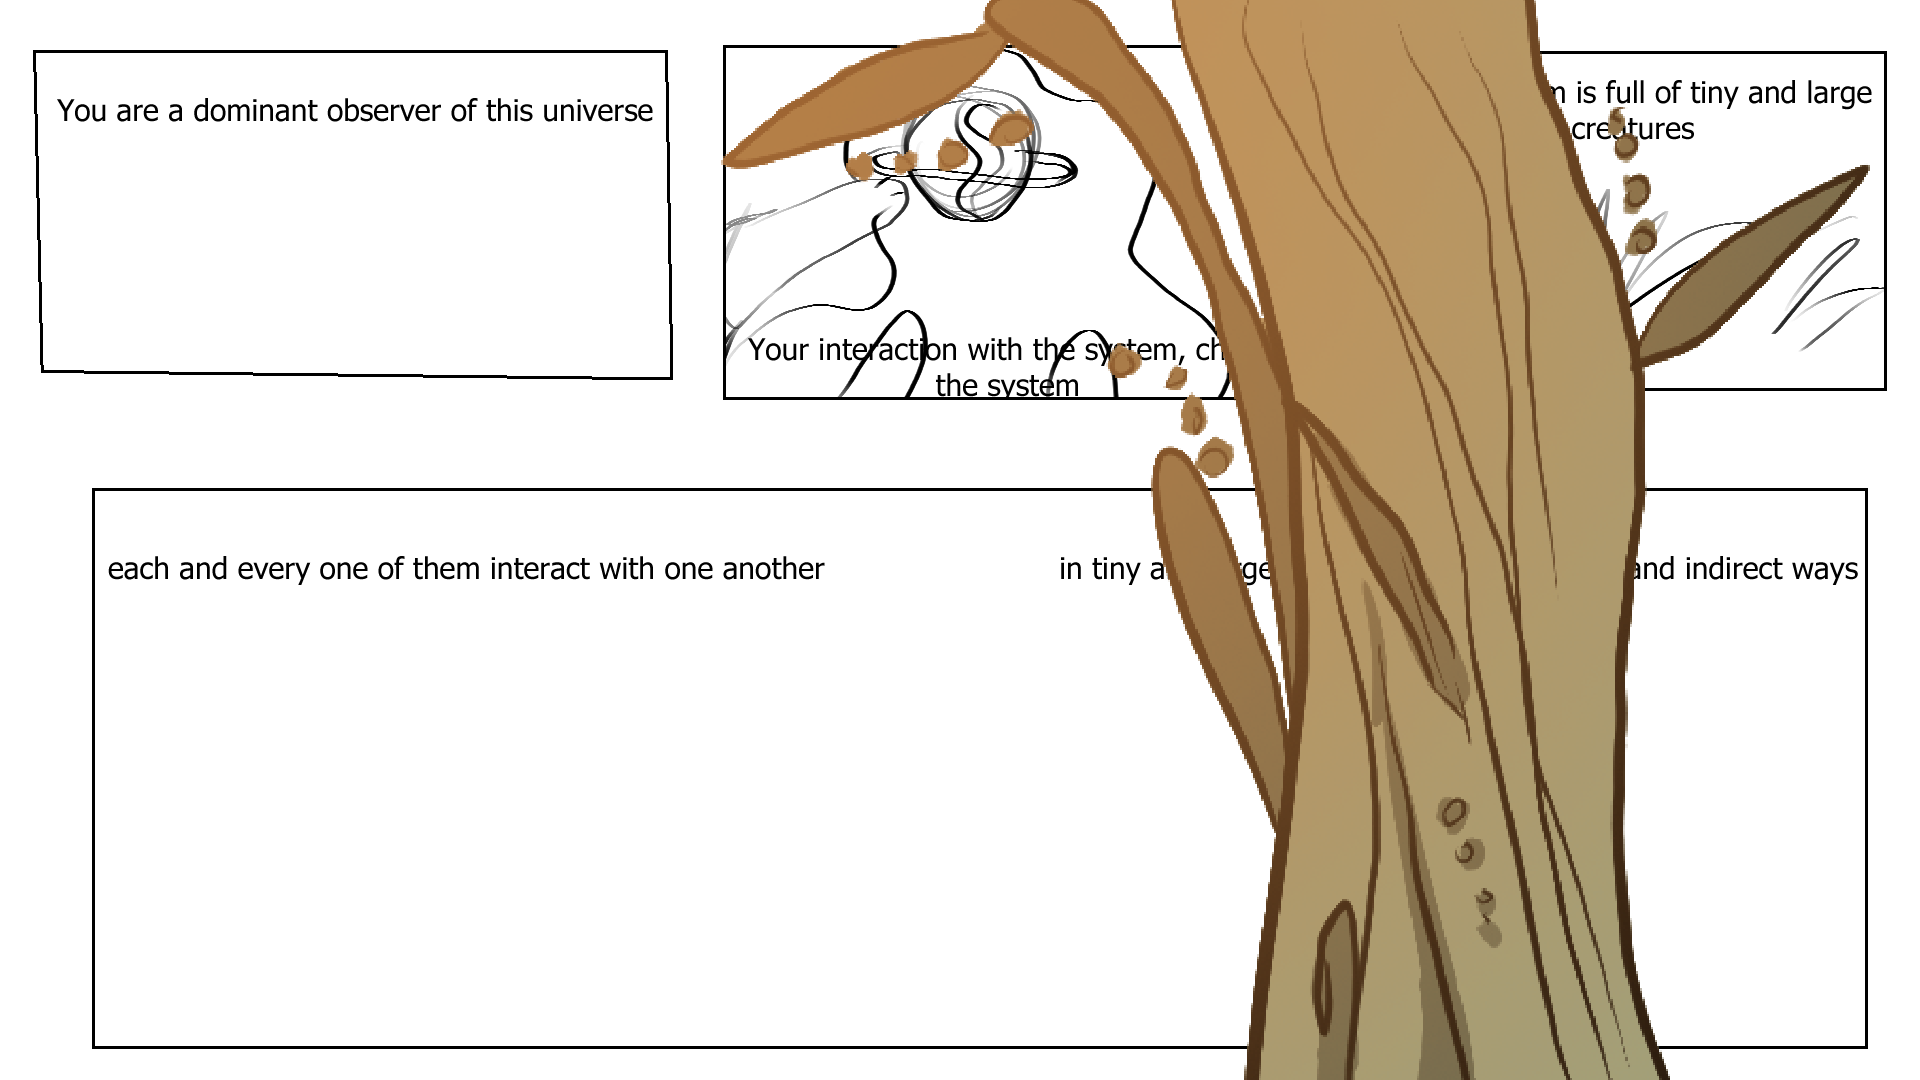 You are a dominant observer of this universe
Your interaction with the system,
the system
is full of tiny and large
creatures
each and every one of them interact with one another
in tiny
and indirect ways